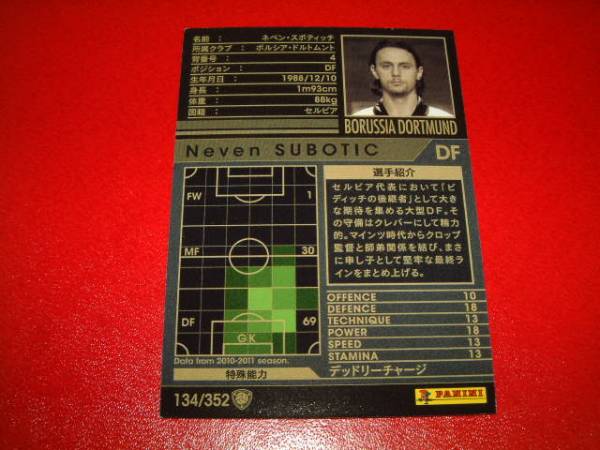 名前 : ネベン・スボティッチ
所属クラブ : ボルシア・ドルトムント
背番号 : 4
ポジション : DF
生年月日 : 1988/12/10
身長 : 1m93cm
体重 : 88kg
国籍 : セルビア
BORUSSIA DORTMUND
Neven SUBOTIC
DF
FW 1
MF 30
DF 69
GK
Data from 2010-2011 season.
特殊能力
134/352
選手紹介
セルビア代表において「ビ
ディッチの後継者」として大き
な期待を集める大型DF。そ
の守備はクレバーにして精力
的。マインツ時代からクロップ
監督と師弟関係を結び、まさ
に申し子として堅牢な最終ラ
インをまとめ上げる。
OFFENCE 10
DEFENCE 18
TECHNIQUE 13
POWER 18
SPEED 13
STAMINA 13
デッドリーチャージ
PANINI